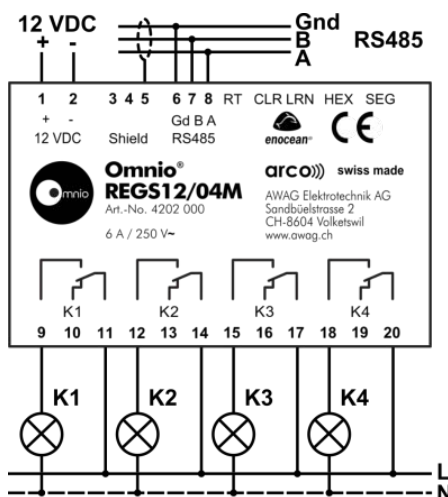 12 VDC
+ -
Gnd
B
A
RS485
1 2 3 4 5 6 7 8 RT CLR LRN HEX SEG
+ - Gd B A
12 VDC Shield RS485
enocean®
CE
Omnio
Omnio®
REGS12/04M
Art.-No. 4202 000
6 A / 250 V~
arco))) swiss made
AWAG Elektrotechnik AG
Sandbüelstrasse 2
CH-8604 Volketswil
www.awag.ch
K1 K2 K3 K4
9 10 11 12 13 14 15 16 17 18 19 20
K1 K2 K3 K4
L
N